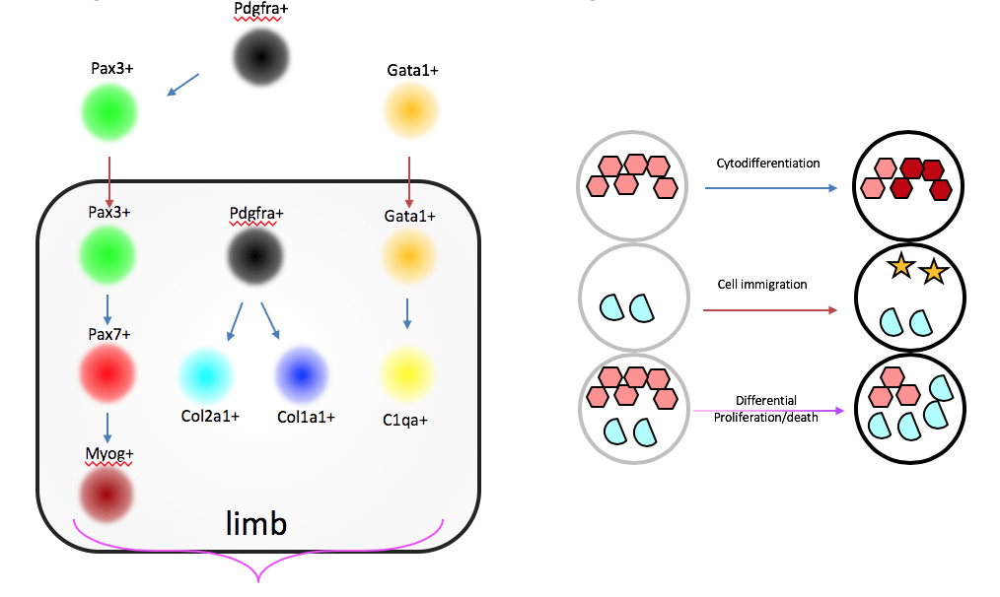 Pdgfra+
Pax3+
Gata1+
Pax3+
Pdgfra+
Gata1+
Pax7+
Col2a1+
Col1a1+
C1qa+
Myog+
limb
Cytodifferentiation
Cell immigration
Differential
Proliferation/death